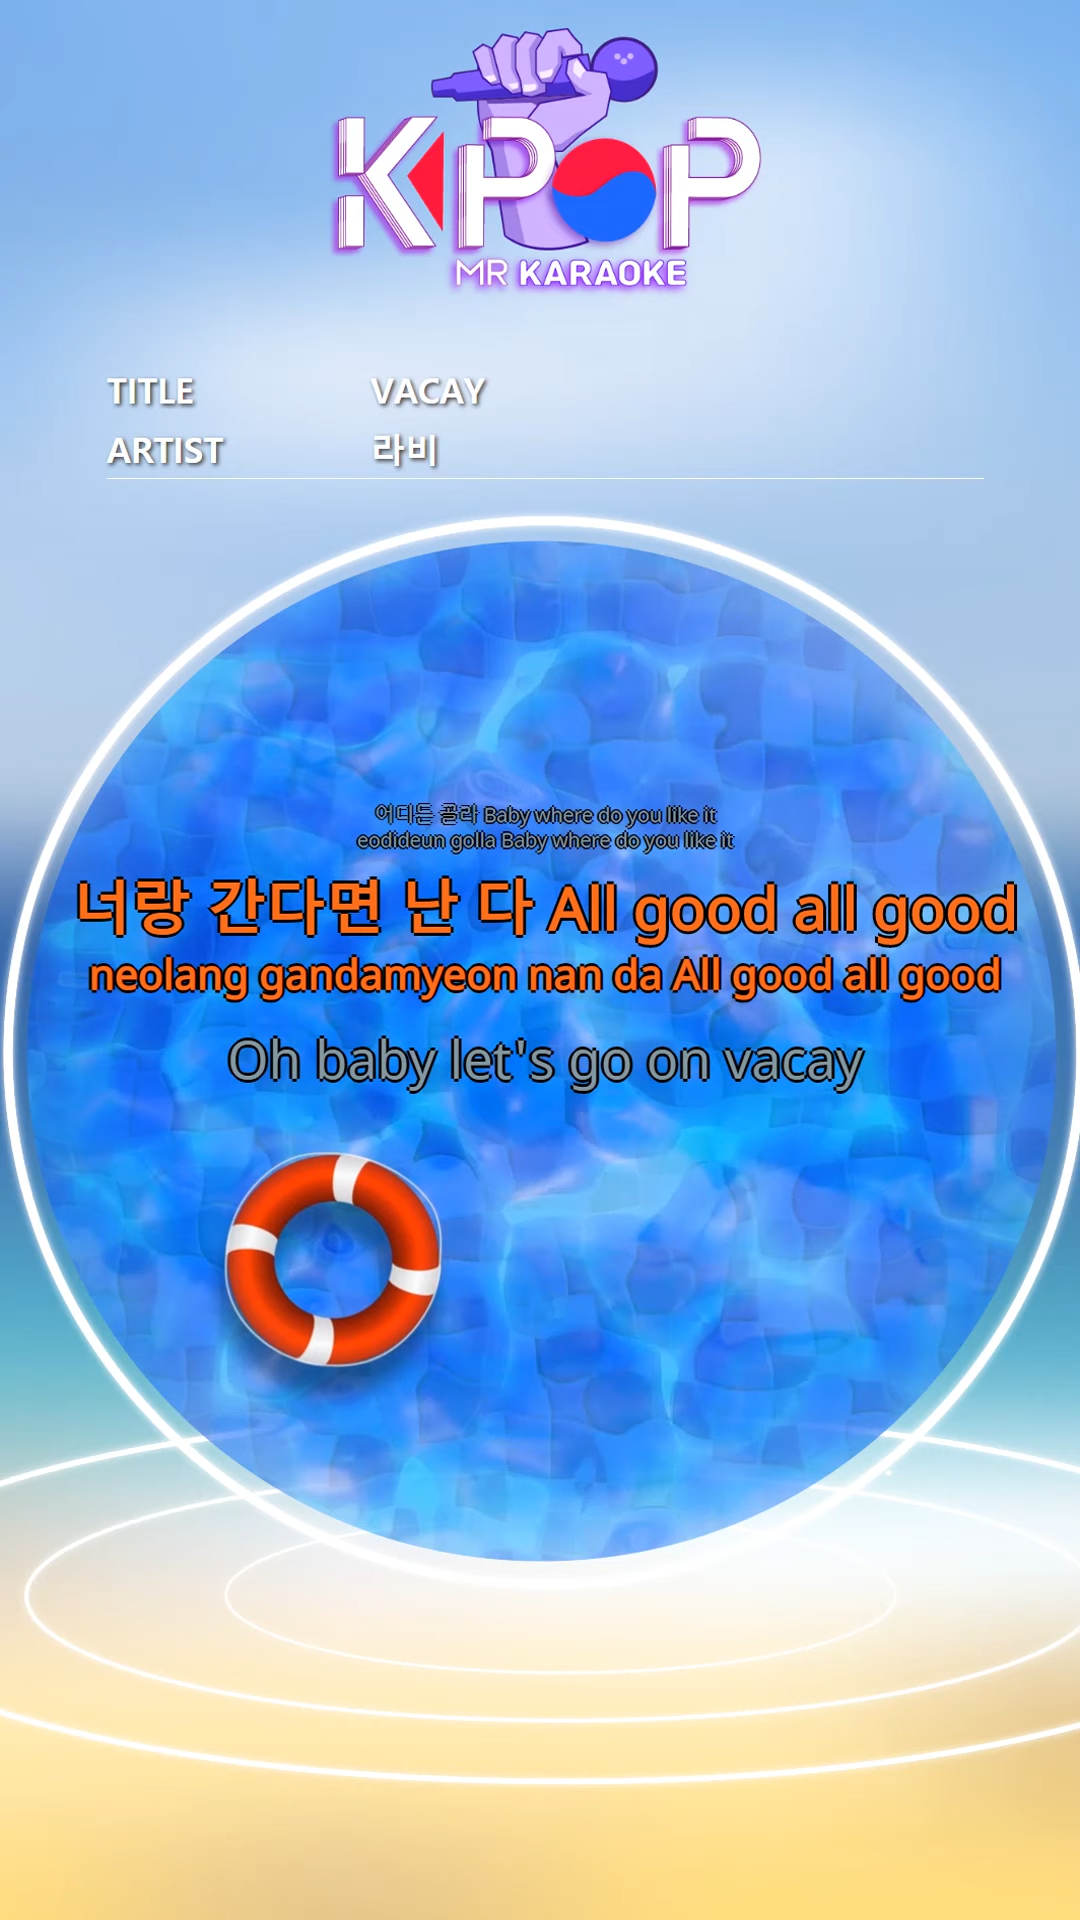 KPOP
MR KARAOKE
TITLE VACAY
ARTIST 라비
어디든 골라 Baby where do you like it
eodideun golla Baby where do you like it
너랑 간다면 난 다 All good all good
neolang gandamyeon nan da All good all good
Oh baby let's go on vacay